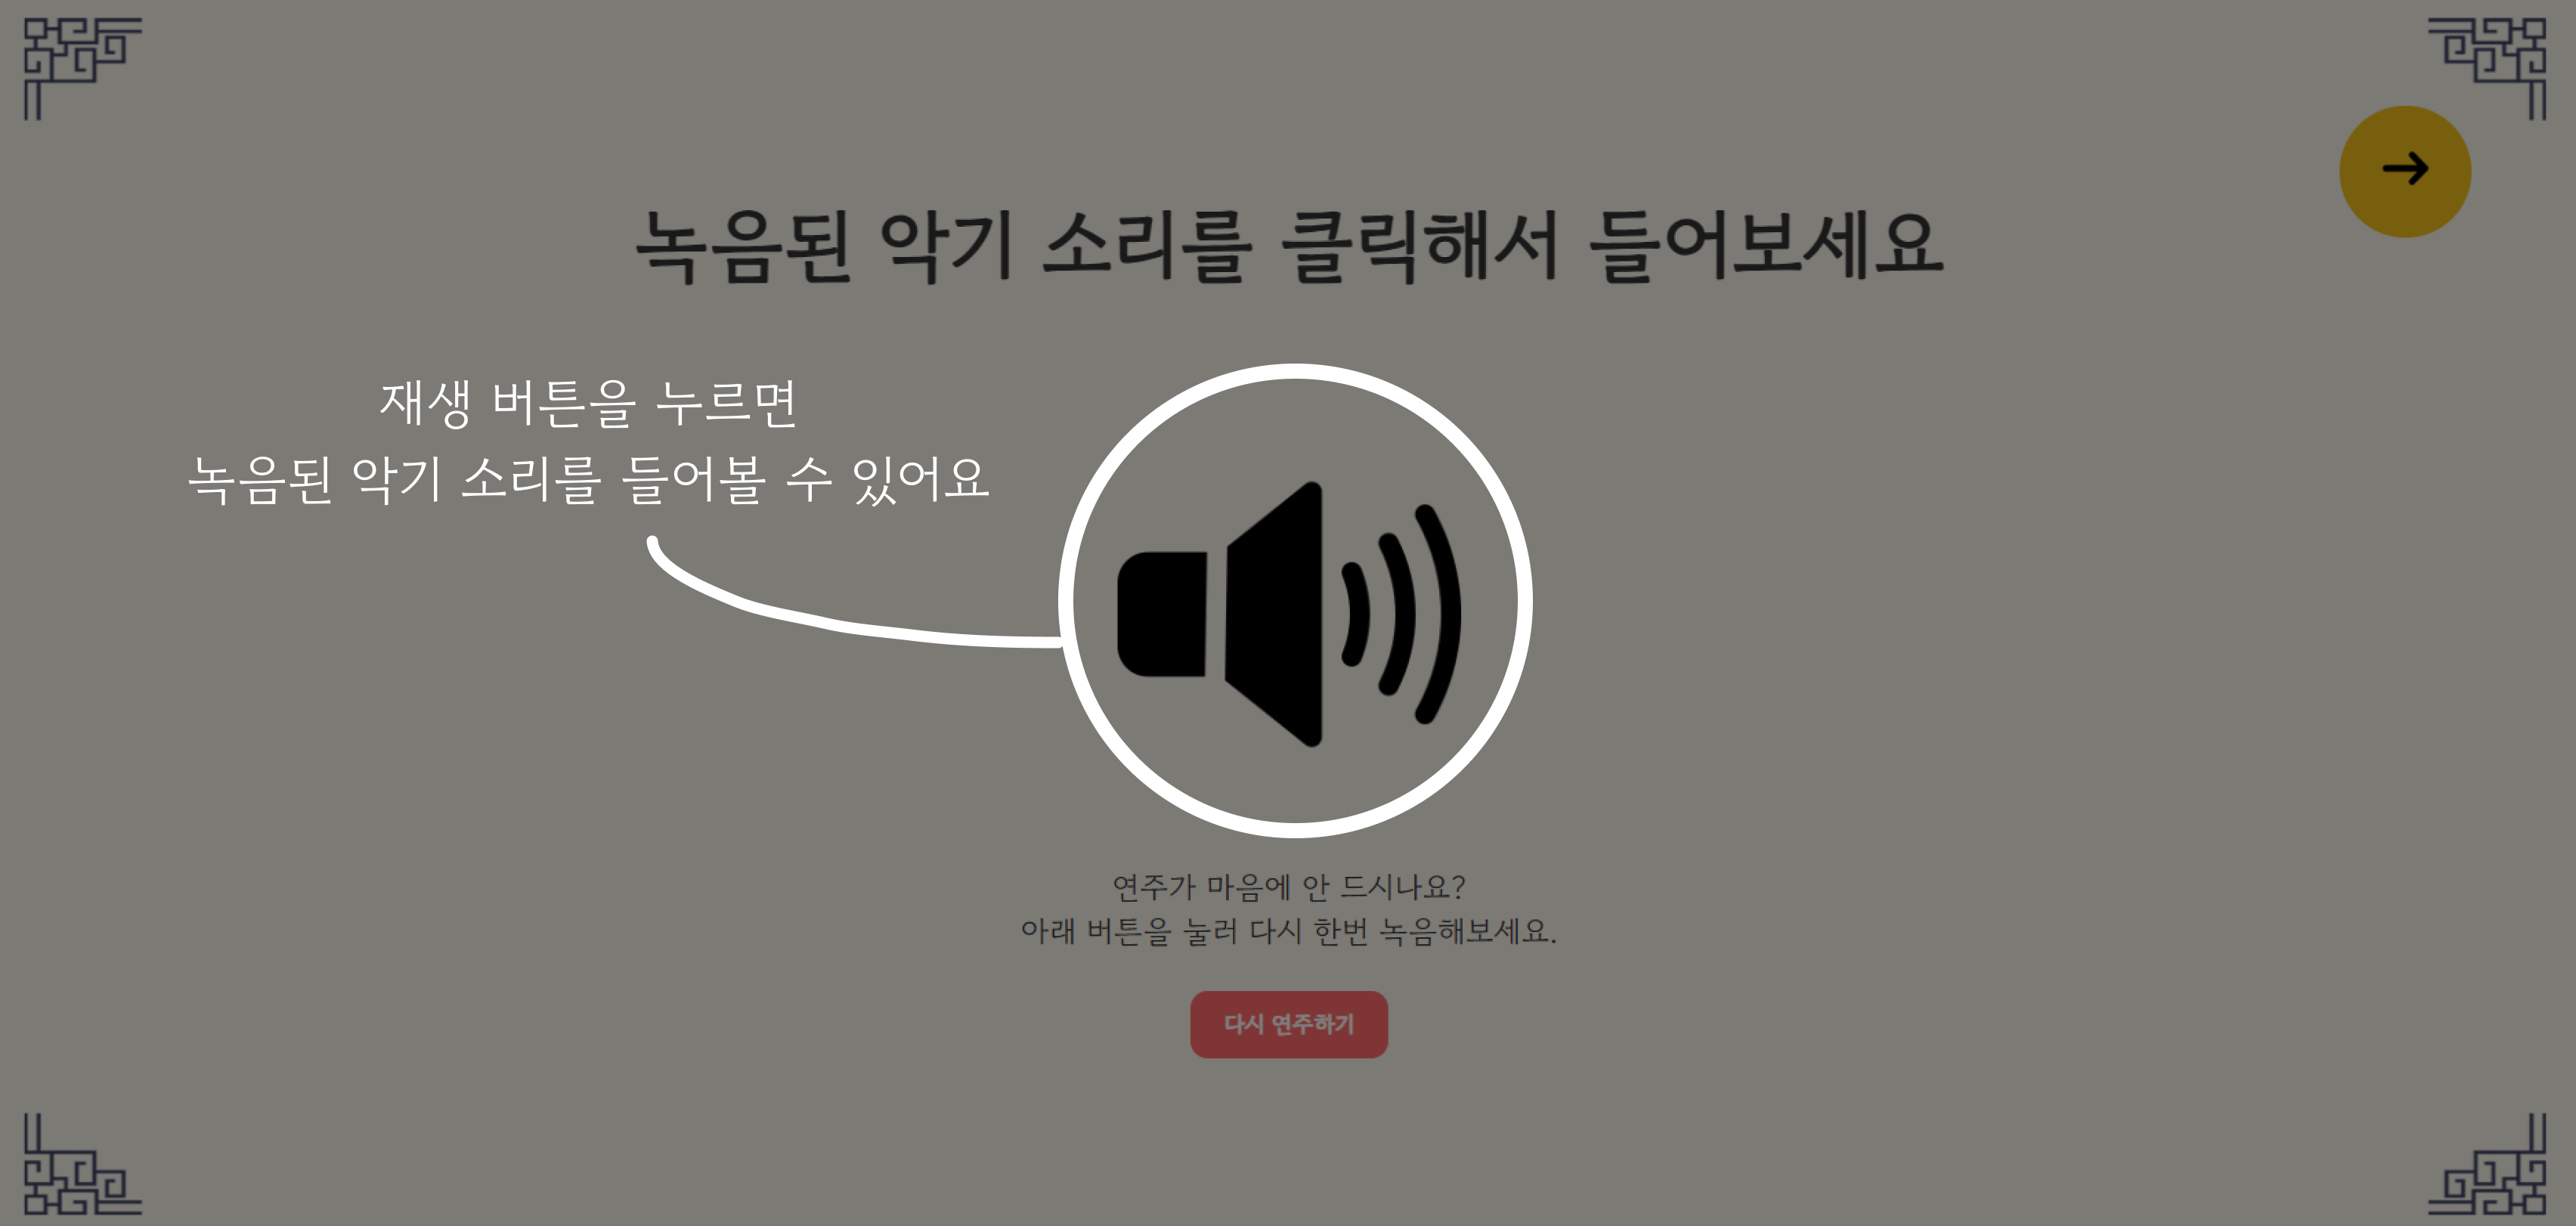 녹음된 악기 소리를 클릭해서 들어보세요
재생 버튼을 누르면
녹음된 악기 소리를 들어볼 수 있어요
연주가 마음에 안 드시나요?
아래 버튼을 눌러 다시 한번 녹음해보세요.
다시 연주하기